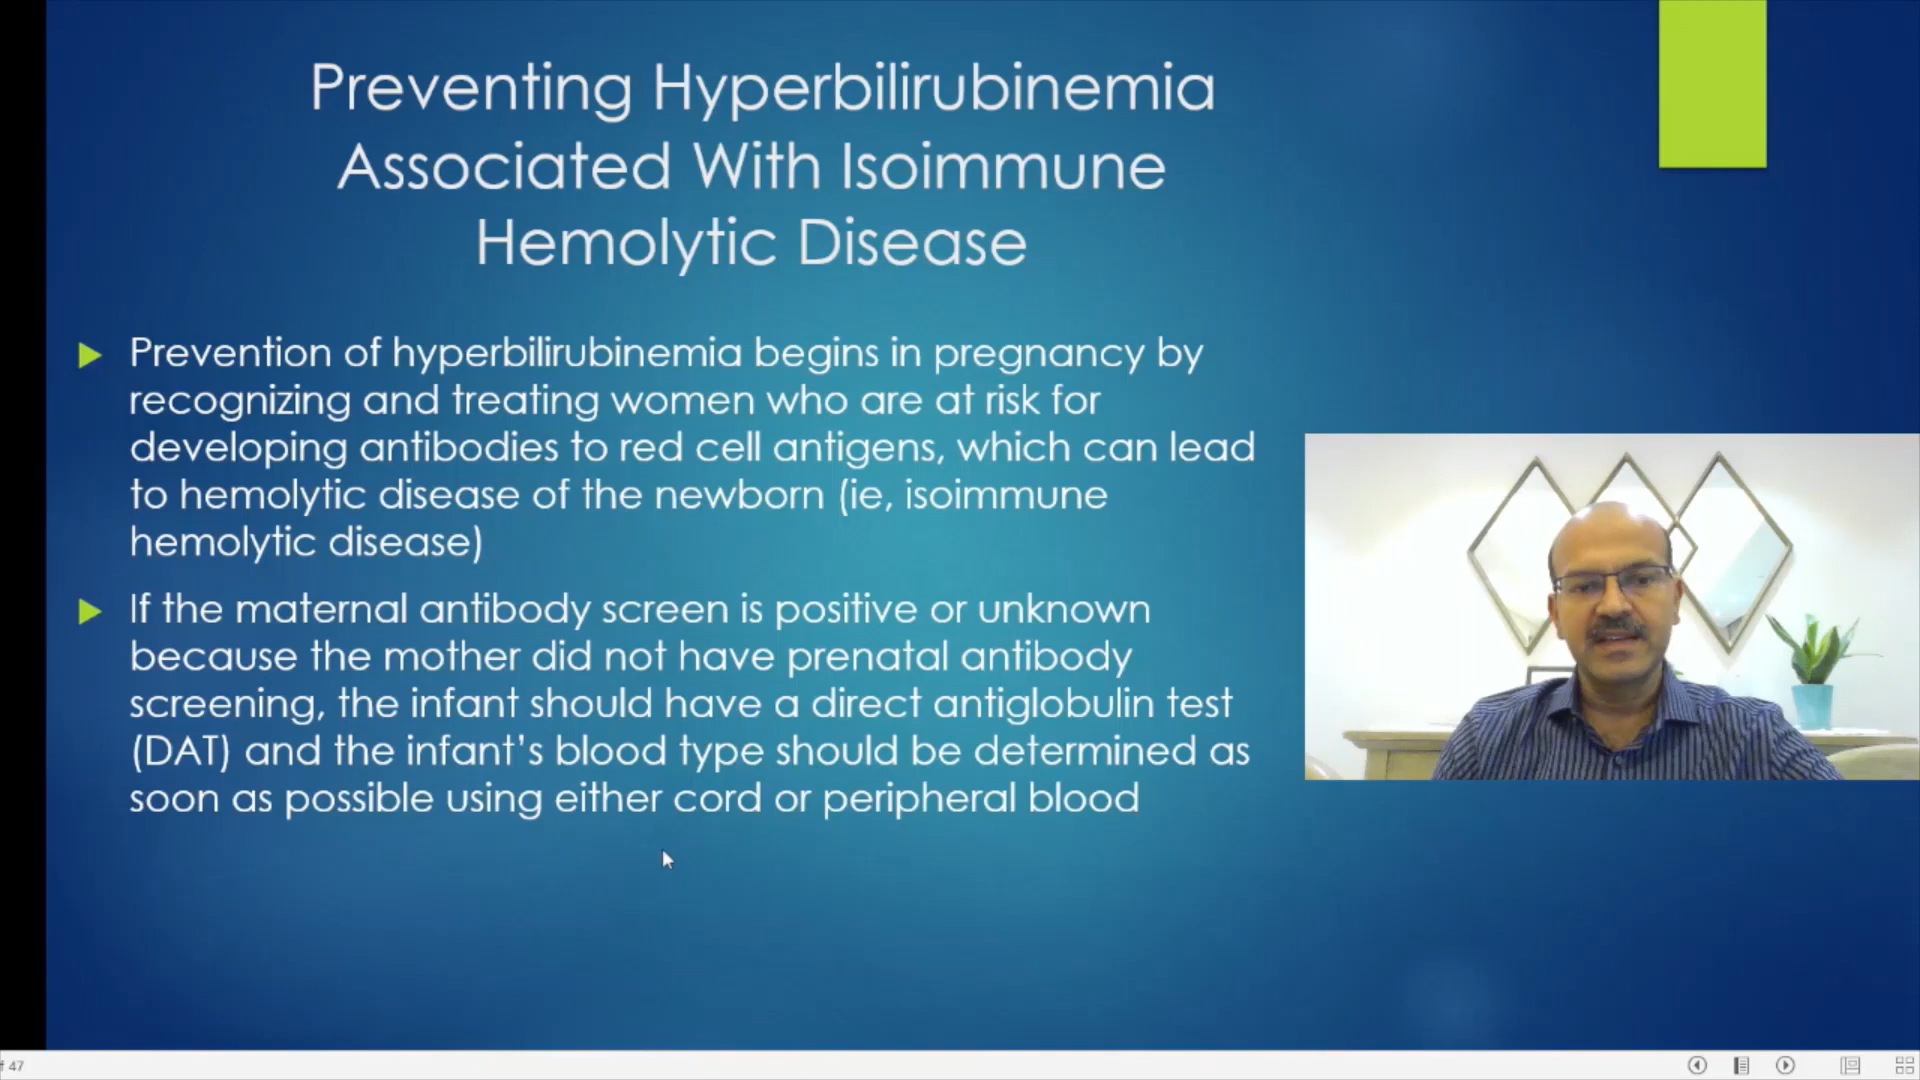 Preventing Hyperbilirubinemia
Associated With Isoimmune
Hemolytic Disease
Prevention of hyperbilirubinemia begins in pregnancy by
recognizing and treating women who are at risk for
developing antibodies to red cell antigens, which can lead
to hemolytic disease of the newborn (ie, isoimmune
hemolytic disease)
If the maternal antibody screen is positive or unknown
because the mother did not have prenatal antibody
screening, the infant should have a direct antiglobulin test
(DAT) and the infant’s blood type should be determined as
soon as possible using either cord or peripheral blood
47